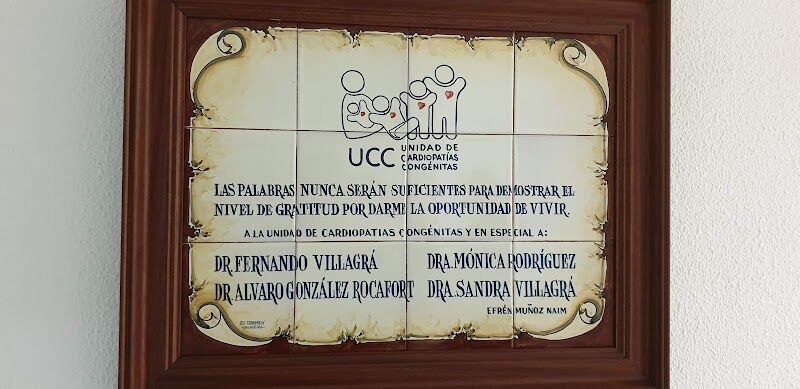 UCC UNIDAD DE
CARDIOPATÍAS
CONGÉNITAS
LAS PALABRAS NUNCA SERÁN SUFICIENTES PARA DEMOSTRAR EL
NIVEL DE GRATITUD POR DARME LA OPORTUNIDAD DE VIVIR.
A LA UNIDAD DE CARDIOPATIAS CONGÉNITAS Y EN ESPECIAL A:
DR. FERNANDO VILLAGRÁ DRA. MÓNICA RODRÍGUEZ
DR. ALVARO GONZÁLEZ ROCAFORT DRA. SANDRA VILLAGRÁ
EFRÉN MUÑOZ NAIM